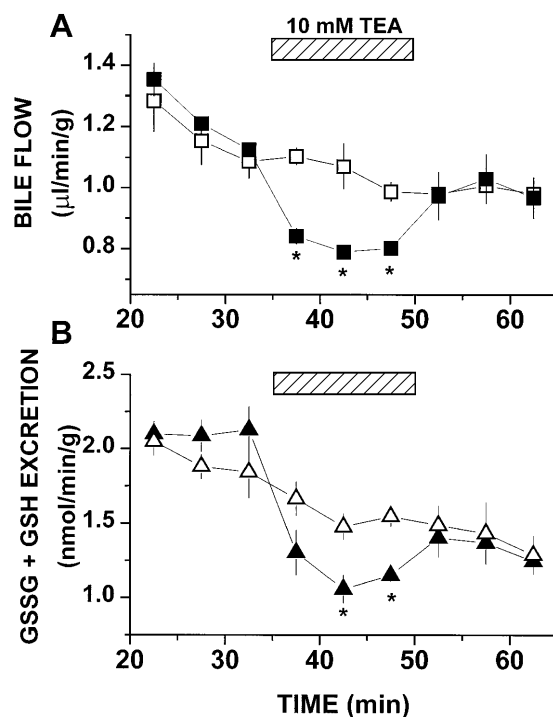 A
10 mM TEA
BILE FLOW
(μl/min/g)
1.4
1.2
1.0
0.8
* * *
20 30 40 50 60
B
GSSG + GSH EXCRETION
(nmol/min/g)
2.5
2.0
1.5
1.0
* *
20 30 40 50 60
TIME (min)